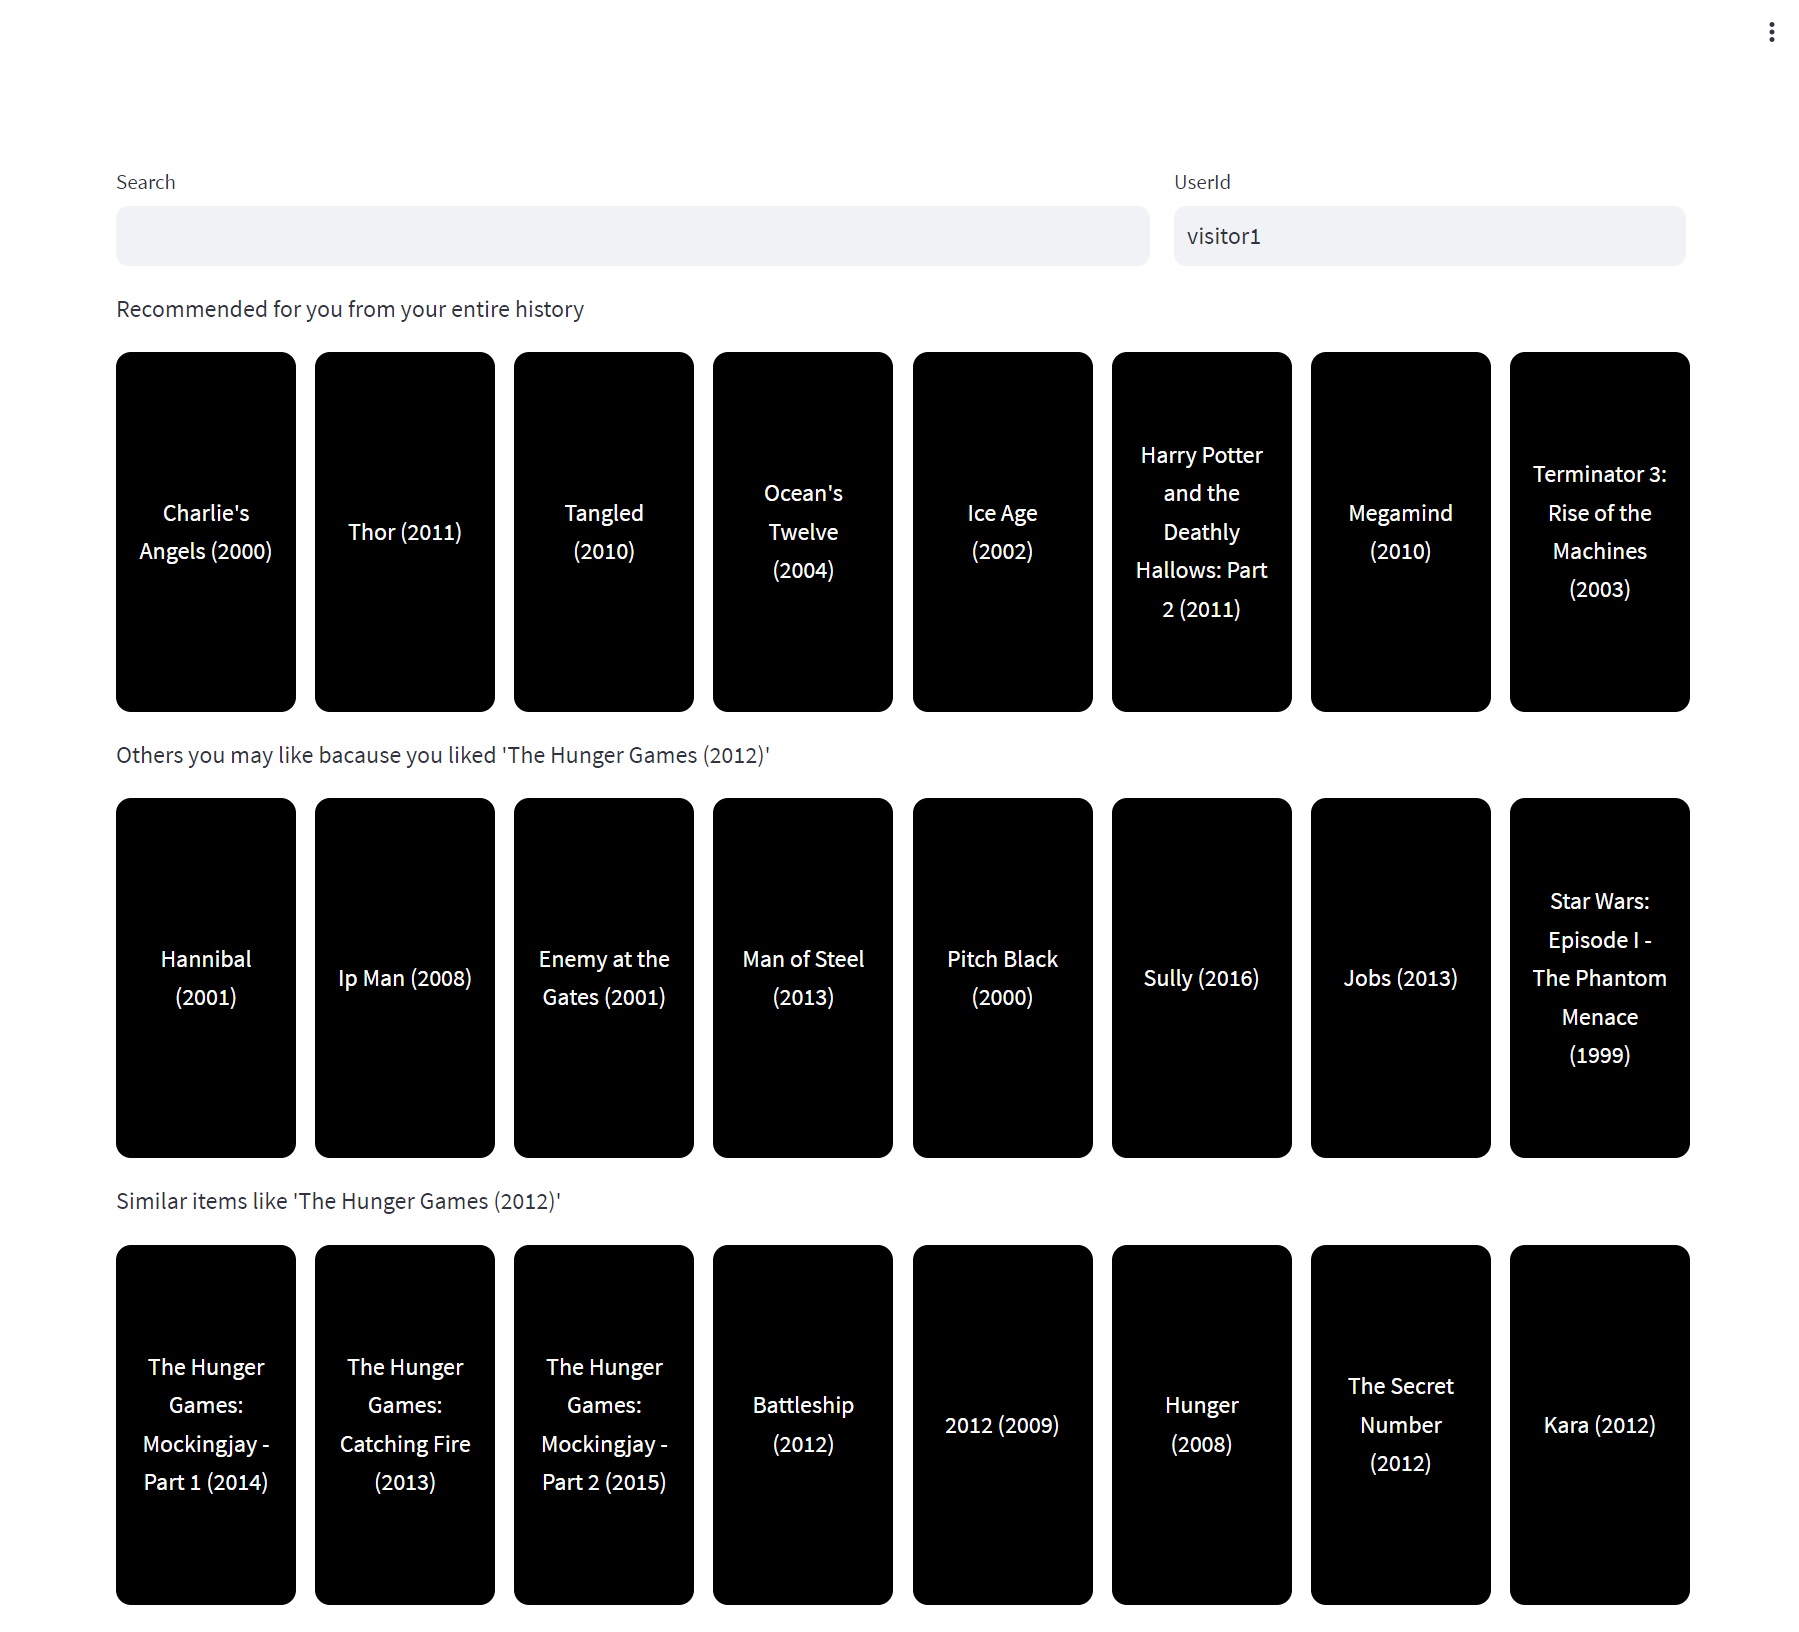 Search
UserId
visitor1
Recommended for you from your entire history
Charlie's
Angels (2000)
Thor (2011)
Tangled
(2010)
Ocean's
Twelve
(2004)
Ice Age
(2002)
Harry Potter
and the
Deathly
Hallows: Part
2 (2011)
Megamind
(2010)
Terminator 3:
Rise of the
Machines
(2003)
Others you may like bacause you liked 'The Hunger Games (2012)'
Hannibal
(2001)
Ip Man (2008)
Enemy at the
Gates (2001)
Man of Steel
(2013)
Pitch Black
(2000)
Sully (2016)
Jobs (2013)
Star Wars:
Episode I -
The Phantom
Menace
(1999)
Similar items like 'The Hunger Games (2012)'
The Hunger
Games:
Mockingjay -
Part 1 (2014)
The Hunger
Games:
Catching Fire
(2013)
The Hunger
Games:
Mockingjay -
Part 2 (2015)
Battleship
(2012)
2012 (2009)
Hunger
(2008)
The Secret
Number
(2012)
Kara (2012)